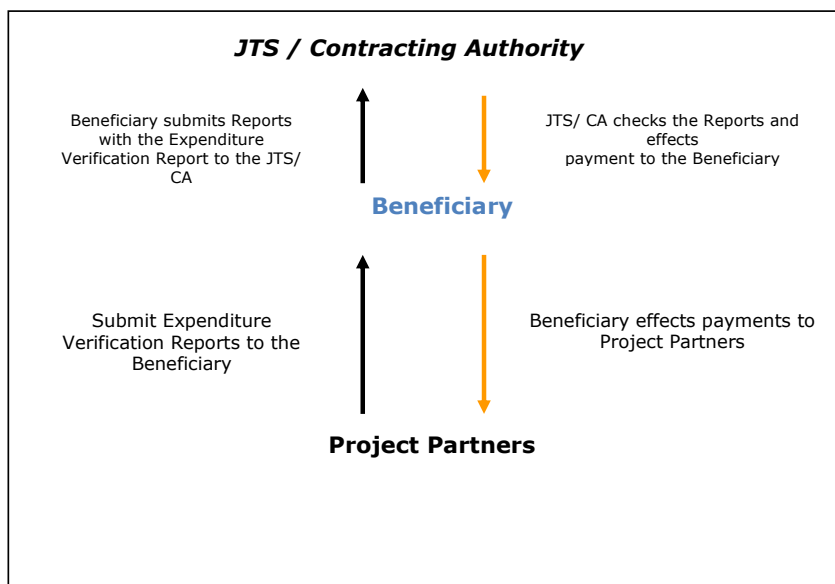 JTS / Contracting Authority
Beneficiary submits Reports
with the Expenditure
Verification Report to the JTS/
CA
JTS/ CA checks the Reports and
effects
payment to the Beneficiary
Beneficiary
Submit Expenditure
Verification Reports to the
Beneficiary
Beneficiary effects payments to
Project Partners
Project Partners